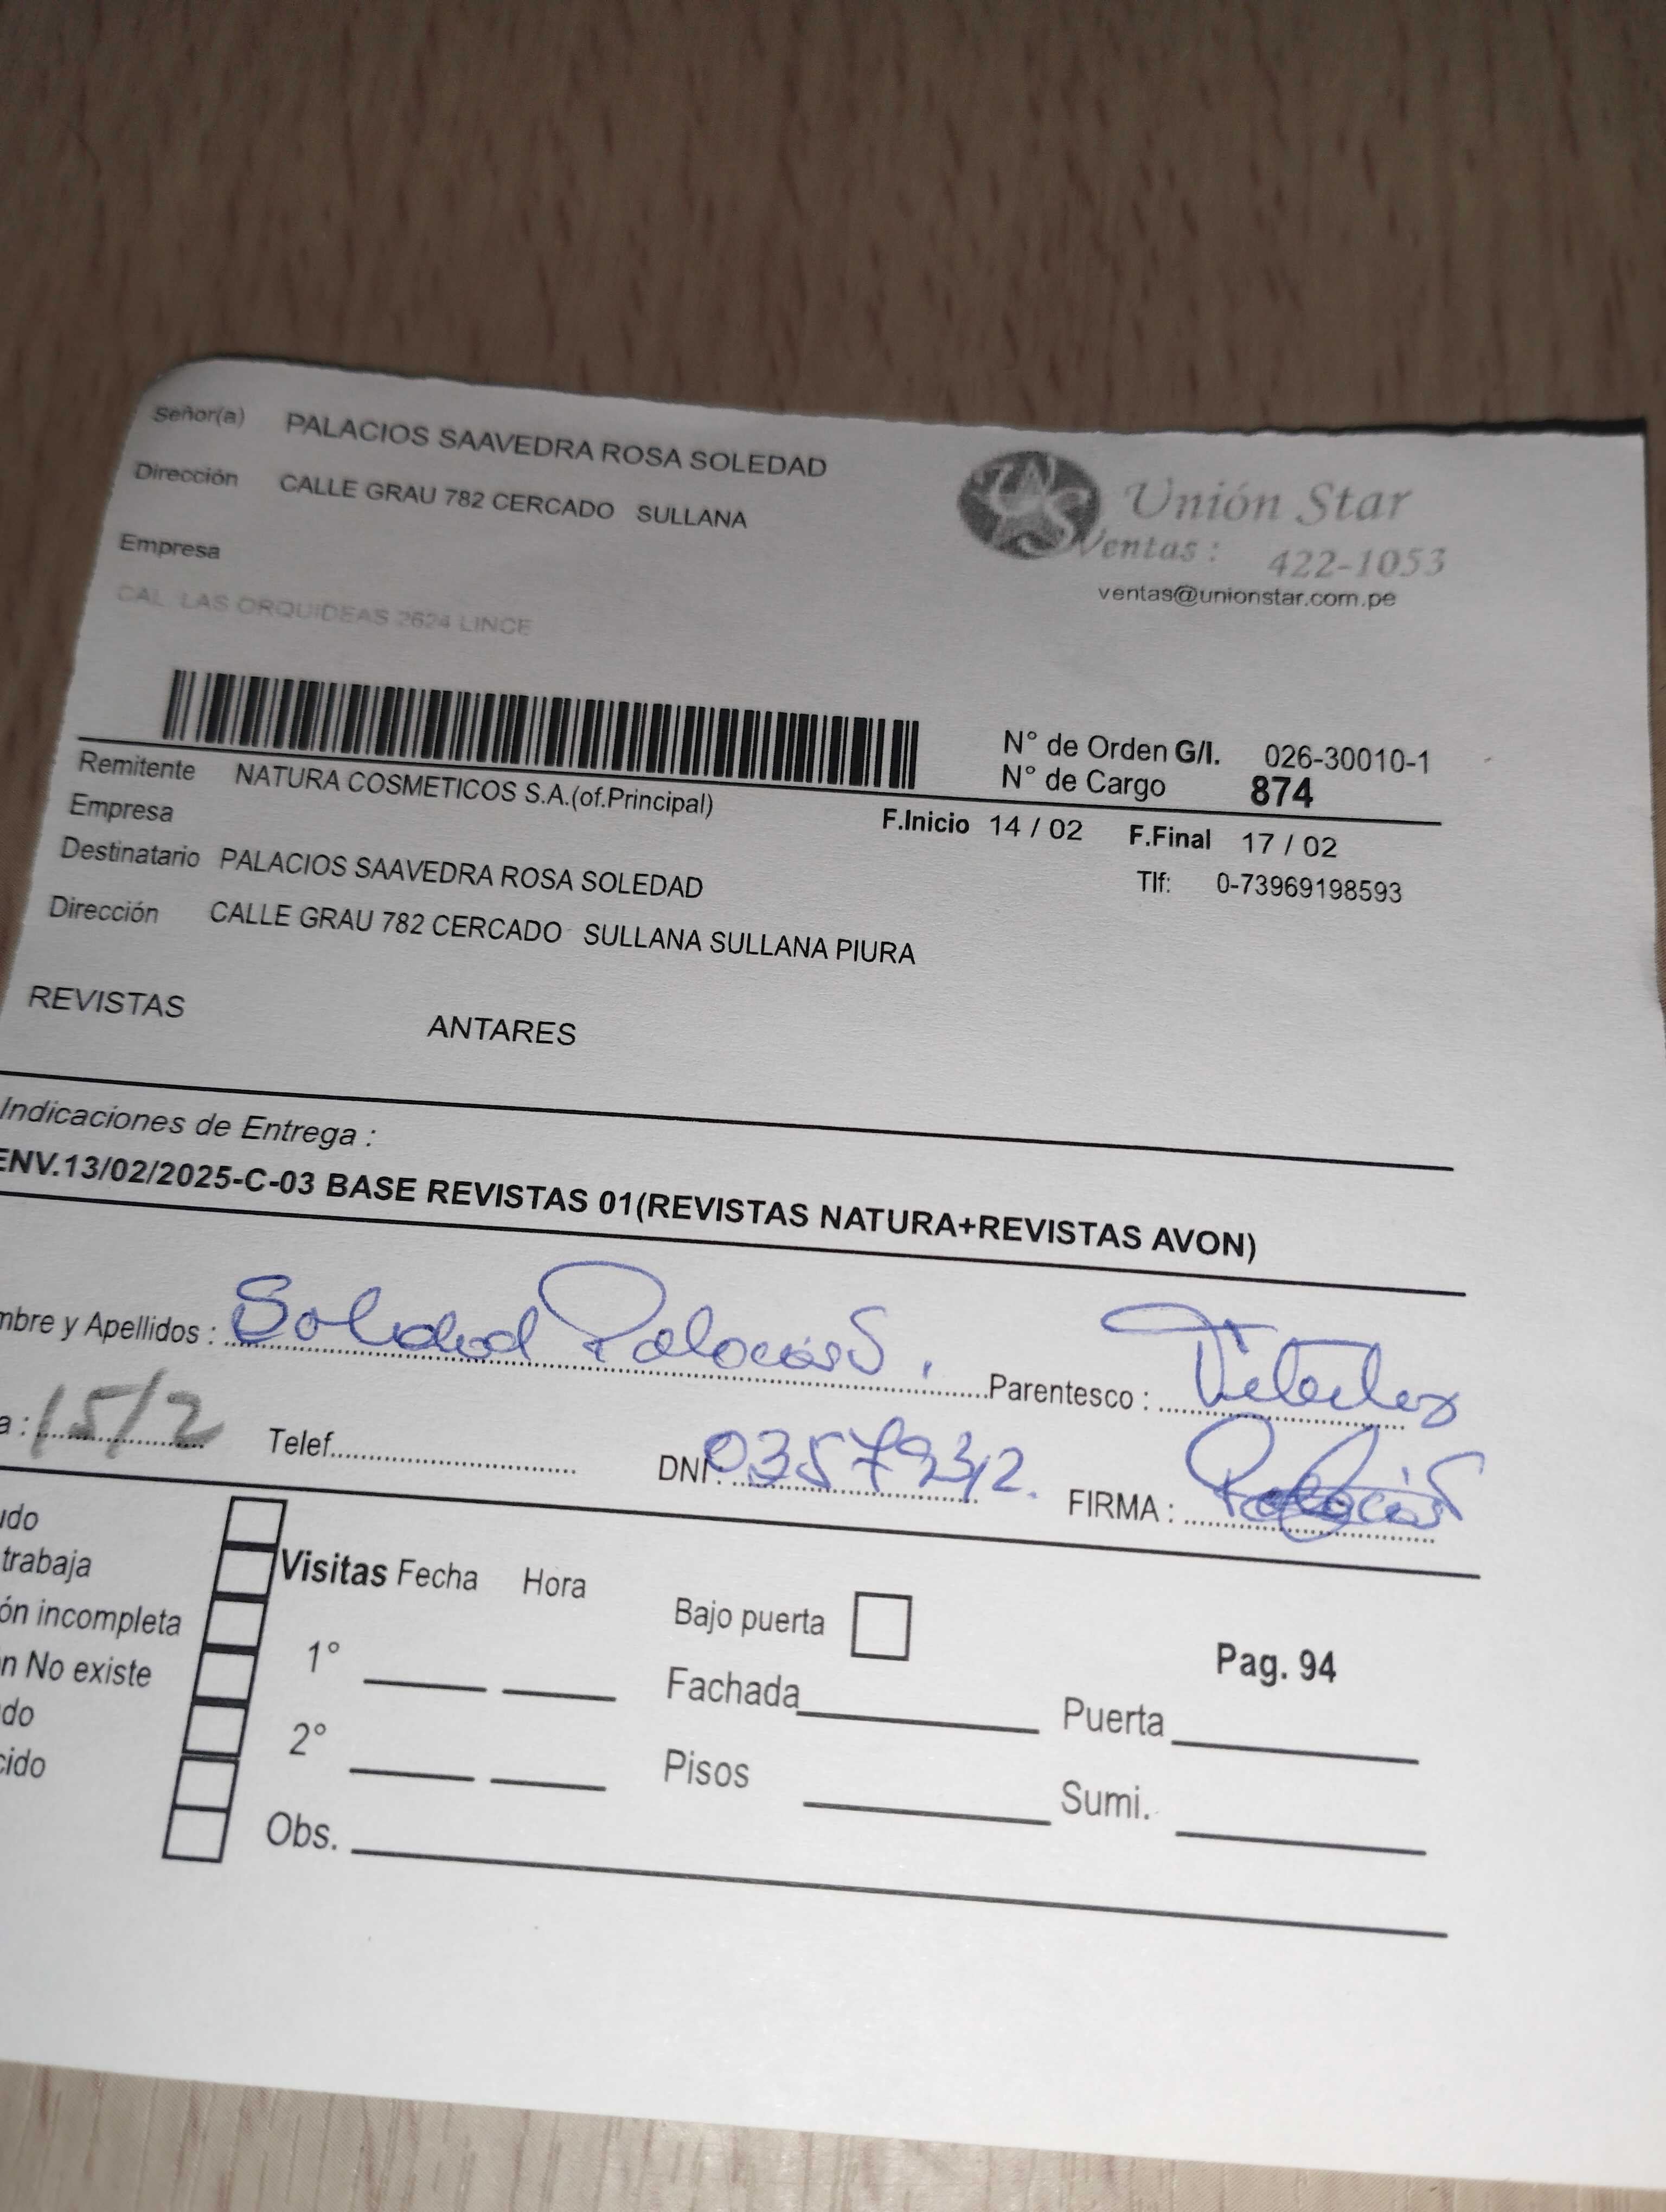 Señor(a) PALACIOS SAAVEDRA ROSA SOLEDAD
Dirección CALLE GRAU 782 CERCADO SULLANA
Empresa
CAL LAS ORQUIDEAS 2624 LINCE
Unión Star
Ventas : 422-1053
ventas@unionstar.com.pe
N° de Orden G/I. 026-30010-1
N° de Cargo 874
Remitente NATURA COSMETICOS S.A.(of.Principal)
Empresa
F.Inicio 14 / 02 F.Final 17 / 02
Destinatario PALACIOS SAAVEDRA ROSA SOLEDAD
Tlf: 0-73969198593
Dirección CALLE GRAU 782 CERCADO SULLANA SULLANA PIURA
REVISTAS ANTARES
Indicaciones de Entrega :
ENV.13/02/2025-C-03 BASE REVISTAS 01(REVISTAS NATURA+REVISTAS AVON)
mbre y Apellidos : Soledad Palacios S. Parentesco :
a : 15/2 Telef. DNI : FIRMA : Palacios
udo
trabaja
ón incompleta
n No existe
do
cido
Visitas Fecha Hora
1°
2°
Obs.
Bajo puerta
Fachada
Pisos
Pag. 94
Puerta
Sumi.